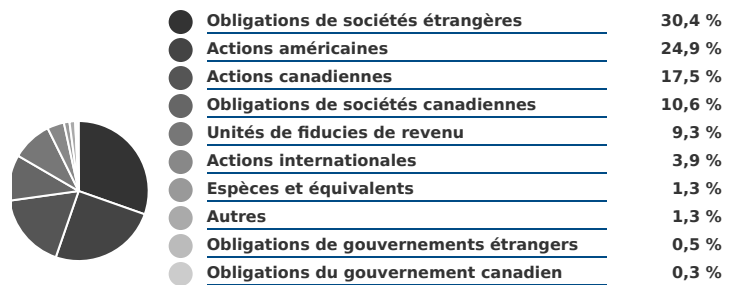 Obligations de sociétés étrangères 30,4 %
Actions américaines 24,9 %
Actions canadiennes 17,5 %
Obligations de sociétés canadiennes 10,6 %
Unités de fiducies de revenu 9,3 %
Actions internationales 3,9 %
Espèces et équivalents 1,3 %
Autres 1,3 %
Obligations de gouvernements étrangers 0,5 %
Obligations du gouvernement canadien 0,3 %